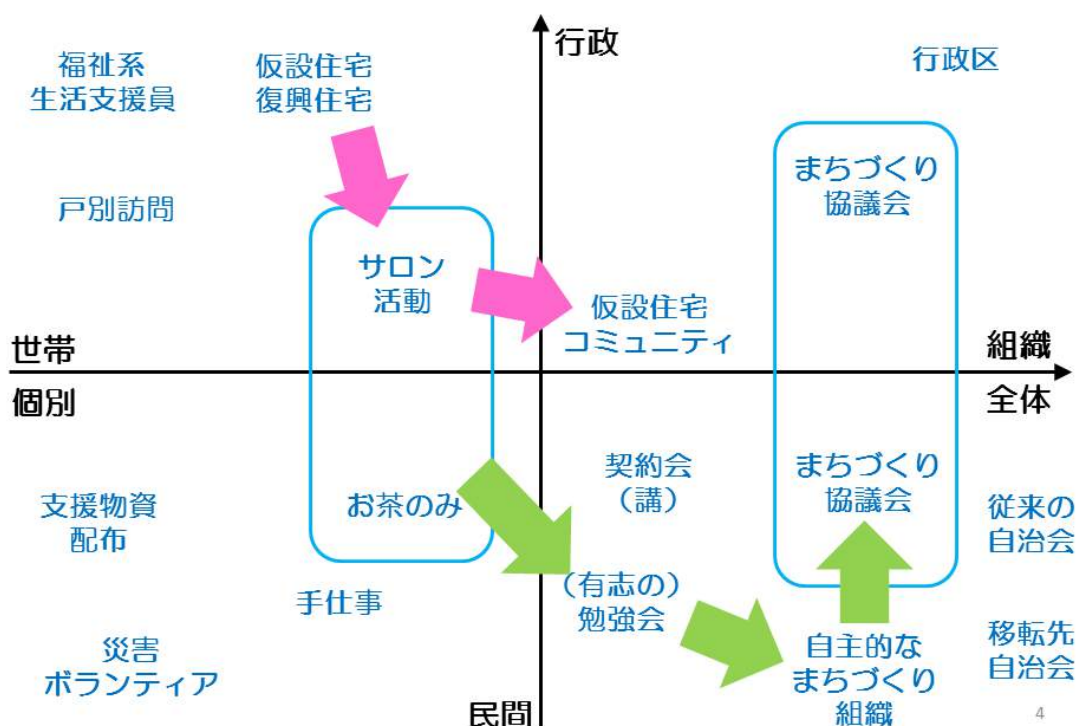 行政
行政区
福祉系
生活支援員
仮設住宅
復興住宅
戸別訪問
サロン
活動
仮設住宅
コミュニティ
まちづくり
協議会
世帯
個別
組織
全体
支援物資
配布
お茶のみ
契約会
(講)
まちづくり
協議会
従来の
自治会
手仕事
(有志の)
勉強会
災害
ボランティア
自主的な
まちづくり
組織
移転先
自治会
民間
4